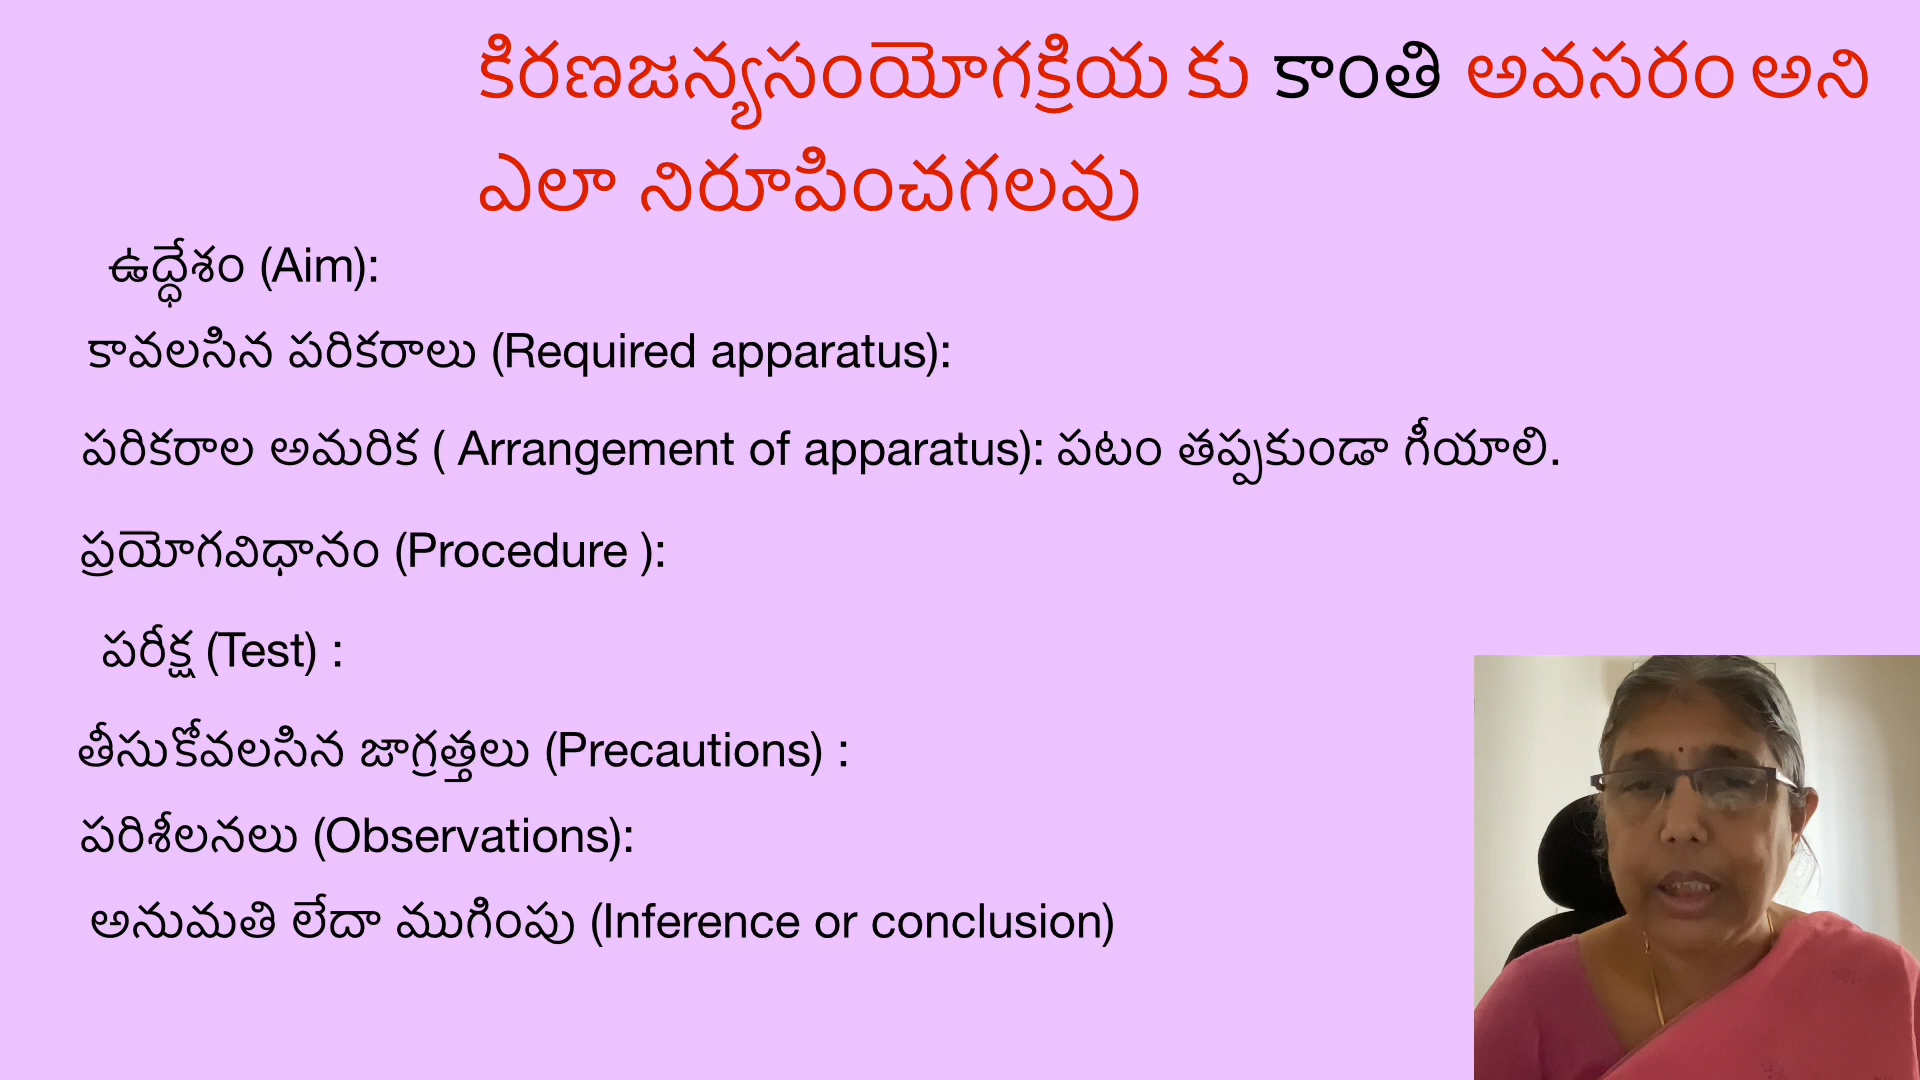 కిరణజన్యసంయోగక్రియ కు కాంతి అవసరం అని
ఎలా నిరూపించగలవు
ఉద్ధేశం (Aim):
కావలసిన పరికరాలు (Required apparatus):
పరికరాల అమరిక ( Arrangement of apparatus): పటం తప్పకుండా గీయాలి.
ప్రయోగవిధానం (Procedure ):
పరీక్ష (Test) :
తీసుకోవలసిన జాగ్రత్తలు (Precautions) :
పరిశీలనలు (Observations):
అనుమతి లేదా ముగింపు (Inference or conclusion)